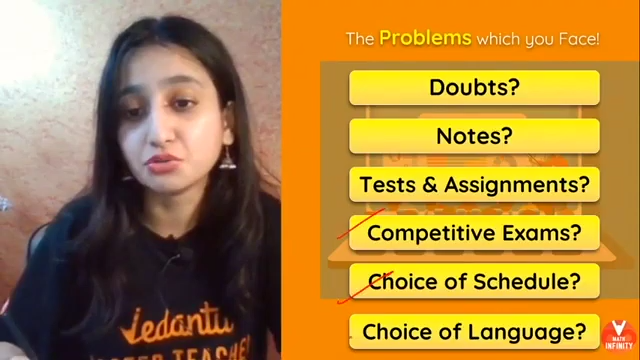 The Problems which you Face!
Doubts?
Notes?
Tests & Assignments?
Competitive Exams?
Choice of Schedule?
Choice of Language?
Vedantu
MASTER TEACHER
V
MATH
INFINITY